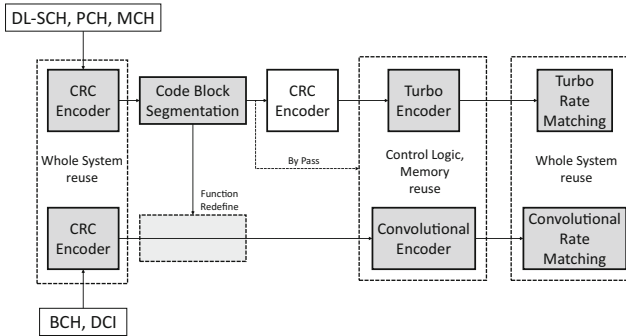 DL-SCH, PCH, MCH
CRC
Encoder
Code Block
Segmentation
CRC
Encoder
Turbo
Encoder
Turbo
Rate
Matching
Whole System
reuse
By Pass
Control Logic,
Memory
reuse
Whole System
reuse
Function
Redefine
CRC
Encoder
Convolutional
Encoder
Convolutional
Rate
Matching
BCH, DCI